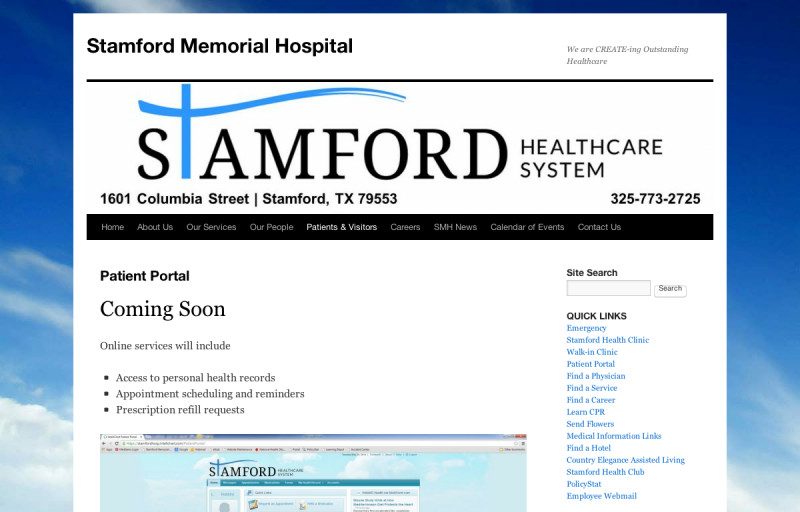 Stamford Memorial Hospital
We are CREATE-ing Outstanding
Healthcare
STAMFORD HEALTHCARE
SYSTEM
1601 Columbia Street | Stamford, TX 79553
325-773-2725
Home About Us Our Services Our People Patients & Visitors Careers SMH News Calendar of Events Contact Us
Patient Portal
Coming Soon
Online services will include
Access to personal health records
Appointment scheduling and reminders
Prescription refill requests
STAMFORD HEALTHCARE
SYSTEM
Site Search
Search
QUICK LINKS
Emergency
Stamford Health Clinic
Walk-in Clinic
Patient Portal
Find a Physician
Find a Service
Find a Career
Learn CPR
Send Flowers
Medical Information Links
Find a Hotel
Country Elegance Assisted Living
Stamford Health Club
PolicyStat
Employee Webmail